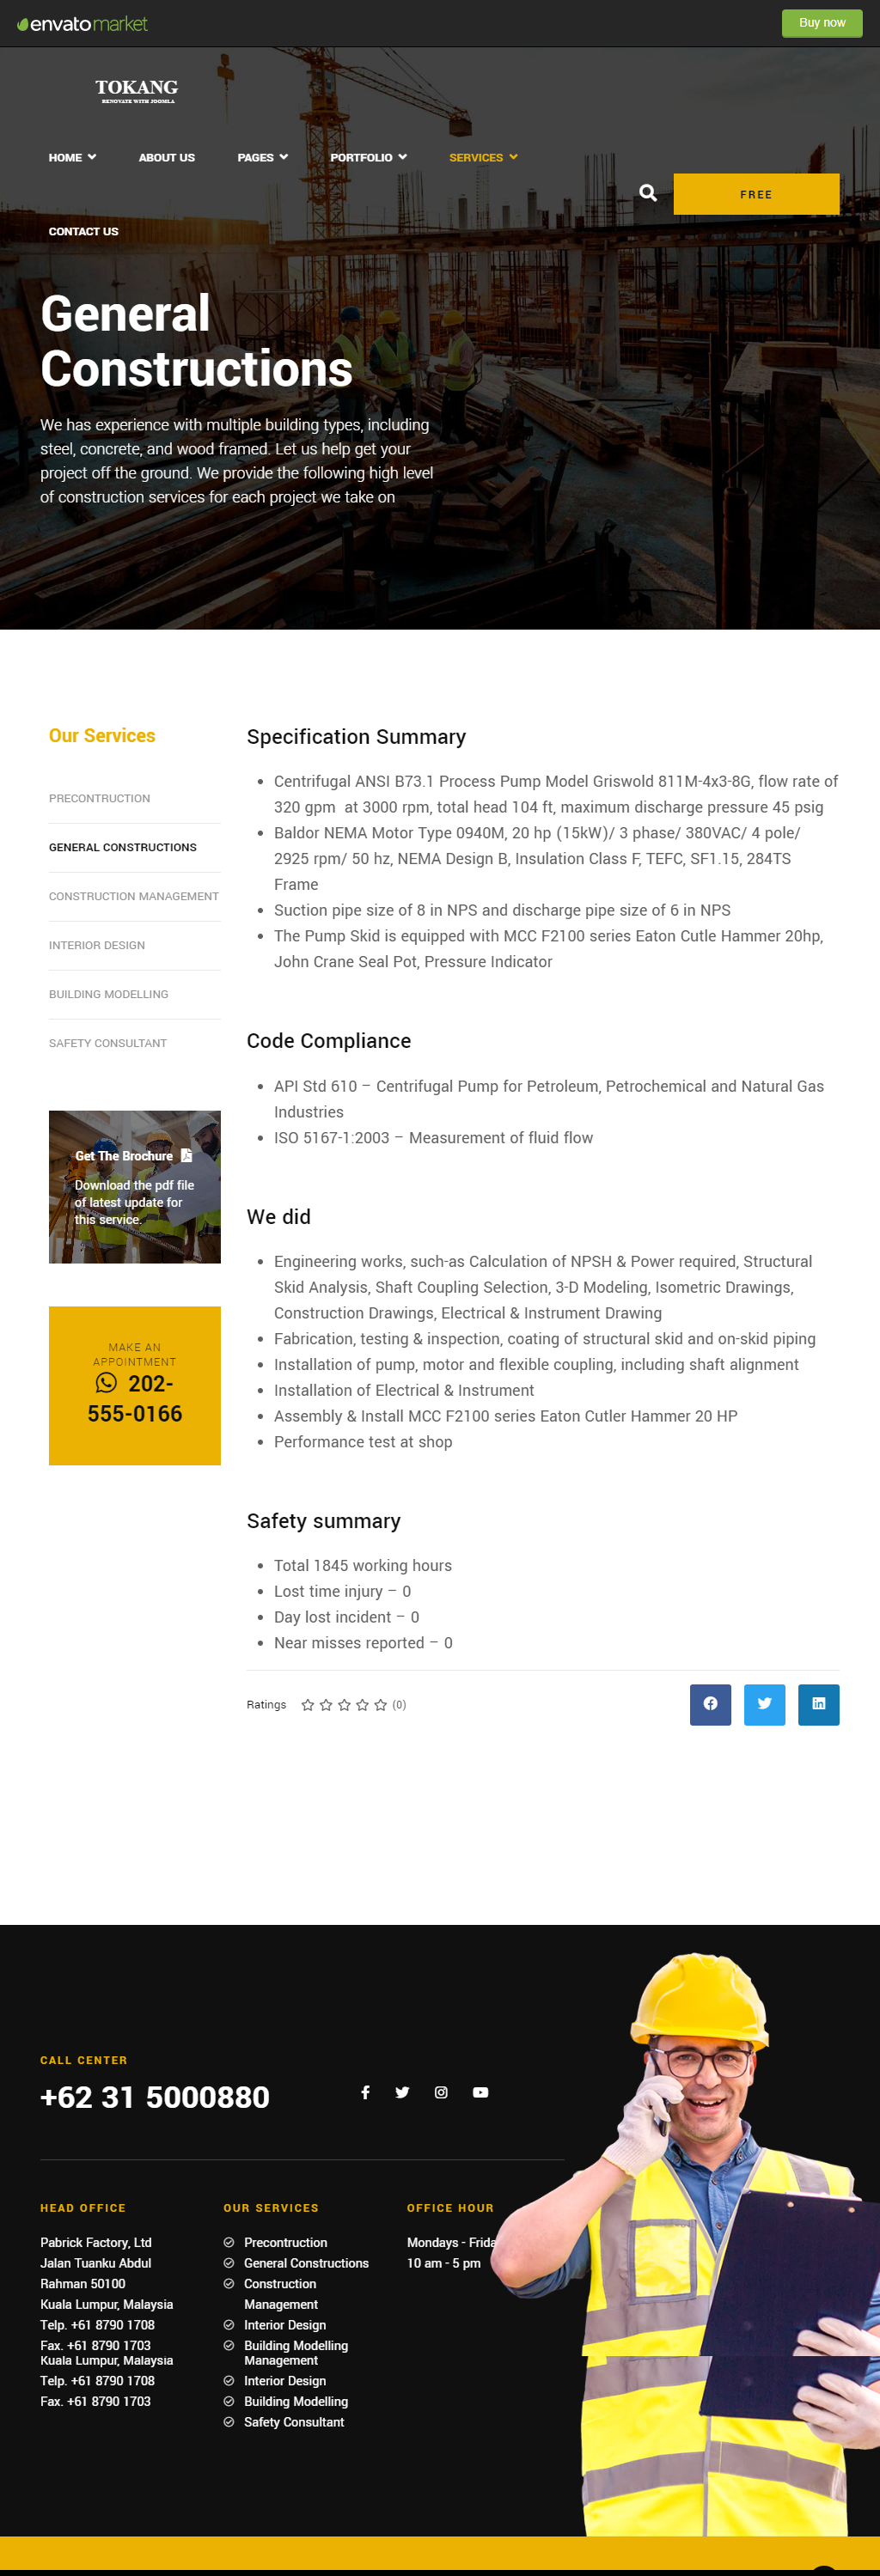 envato market
Buy now
TOKANG
RENOVATE WITH JOOMLA
HOME
ABOUT US
PAGES
PORTFOLIO
SERVICES
FREE
CONTACT US
General
Constructions
We has experience with multiple building types, including
steel, concrete, and wood framed. Let us help get your
project off the ground. We provide the following high level
of construction services for each project we take on
Our Services
PRECONTRUCTION
GENERAL CONSTRUCTIONS
CONSTRUCTION MANAGEMENT
INTERIOR DESIGN
BUILDING MODELLING
SAFETY CONSULTANT
Get The Brochure
Download the pdf file
of latest update for
this service.
MAKE AN
APPOINTMENT
202-
555-0166
Specification Summary
Centrifugal ANSI B73.1 Process Pump Model Griswold 811M-4x3-8G, flow rate of
320 gpm at 3000 rpm, total head 104 ft, maximum discharge pressure 45 psig
Baldor NEMA Motor Type 0940M, 20 hp (15kW)/ 3 phase/ 380VAC/ 4 pole/
2925 rpm/ 50 hz, NEMA Design B, Insulation Class F, TEFC, SF1.15, 284TS
Frame
Suction pipe size of 8 in NPS and discharge pipe size of 6 in NPS
The Pump Skid is equipped with MCC F2100 series Eaton Cutle Hammer 20hp,
John Crane Seal Pot, Pressure Indicator
Code Compliance
API Std 610 – Centrifugal Pump for Petroleum, Petrochemical and Natural Gas
Industries
ISO 5167-1:2003 – Measurement of fluid flow
We did
Engineering works, such-as Calculation of NPSH & Power required, Structural
Skid Analysis, Shaft Coupling Selection, 3-D Modeling, Isometric Drawings,
Construction Drawings, Electrical & Instrument Drawing
Fabrication, testing & inspection, coating of structural skid and on-skid piping
Installation of pump, motor and flexible coupling, including shaft alignment
Installation of Electrical & Instrument
Assembly & Install MCC F2100 series Eaton Cutler Hammer 20 HP
Performance test at shop
Safety summary
Total 1845 working hours
Lost time injury – 0
Day lost incident – 0
Near misses reported – 0
Ratings (0)
CALL CENTER
+62 31 5000880
HEAD OFFICE
Pabrick Factory, Ltd
Jalan Tuanku Abdul
Rahman 50100
Kuala Lumpur, Malaysia
Telp. +61 8790 1708
Fax. +61 8790 1703
Kuala Lumpur, Malaysia
Telp. +61 8790 1708
Fax. +61 8790 1703
OUR SERVICES
Precontruction
General Constructions
Construction
Management
Interior Design
Building Modelling
Management
Interior Design
Building Modelling
Safety Consultant
OFFICE HOUR
Mondays - Frida
10 am - 5 pm